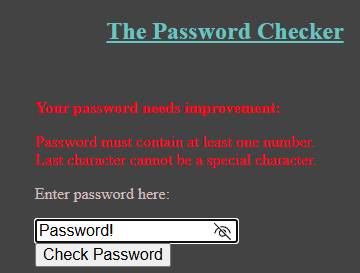 The Password Checker
Your password needs improvement:
Password must contain at least one number.
Last character cannot be a special character.
Enter password here:
Password!
Check Password